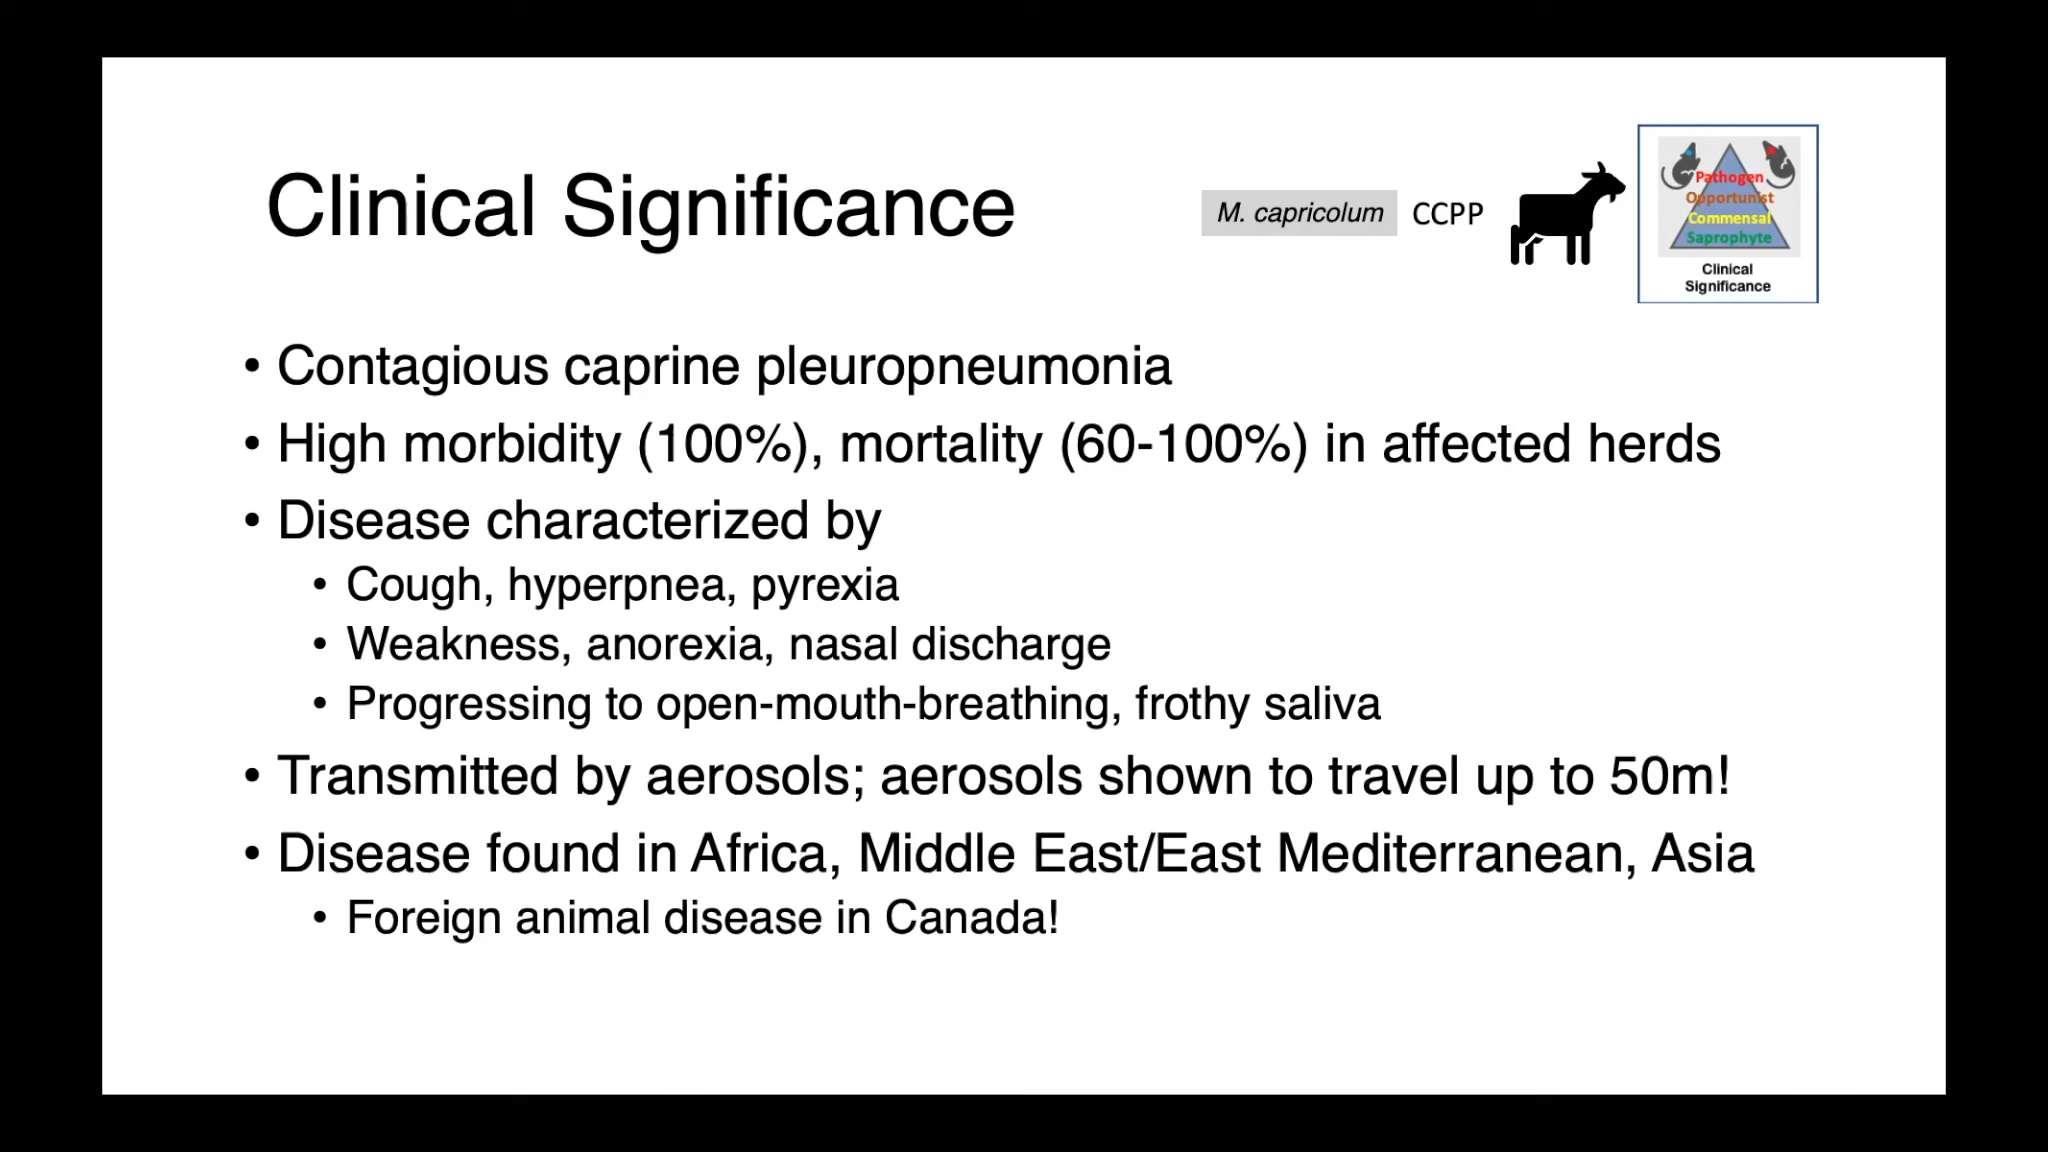 Clinical Significance
M. capricolum
CCPP
Pathogen
Opportunist
Commensal
Saprophyte
Clinical
Significance
• Contagious caprine pleuropneumonia
• High morbidity (100%), mortality (60-100%) in affected herds
• Disease characterized by
• Cough, hyperpnea, pyrexia
• Weakness, anorexia, nasal discharge
• Progressing to open-mouth-breathing, frothy saliva
• Transmitted by aerosols; aerosols shown to travel up to 50m!
• Disease found in Africa, Middle East/East Mediterranean, Asia
• Foreign animal disease in Canada!